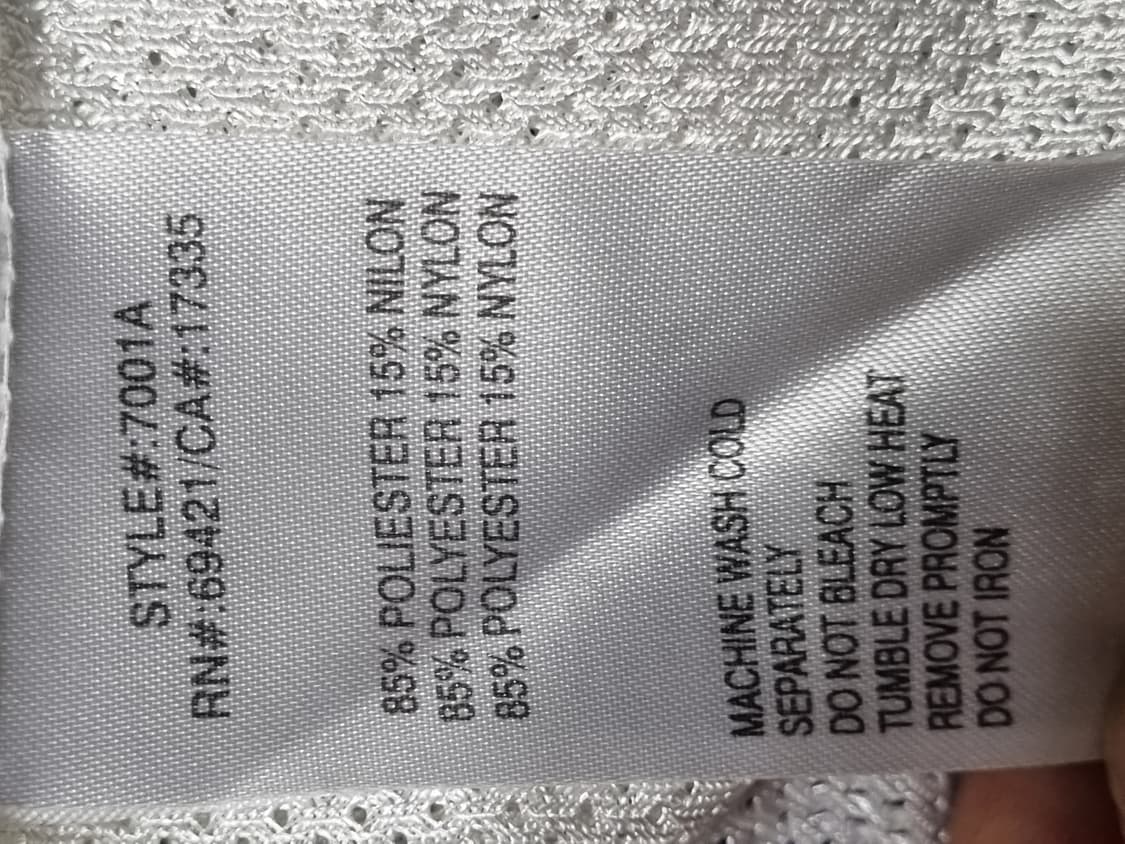 STYLE#:7001A
RN#:69421/CA#:17335
85% POLIESTER 15% NILON
85% POLYESTER 15% NYLON
85% POLYESTER 15% NYLON
MACHINE WASH COLD
SEPARATELY
DO NOT BLEACH
TUMBLE DRY LOW HEAT
REMOVE PROMPTLY
DO NOT IRON